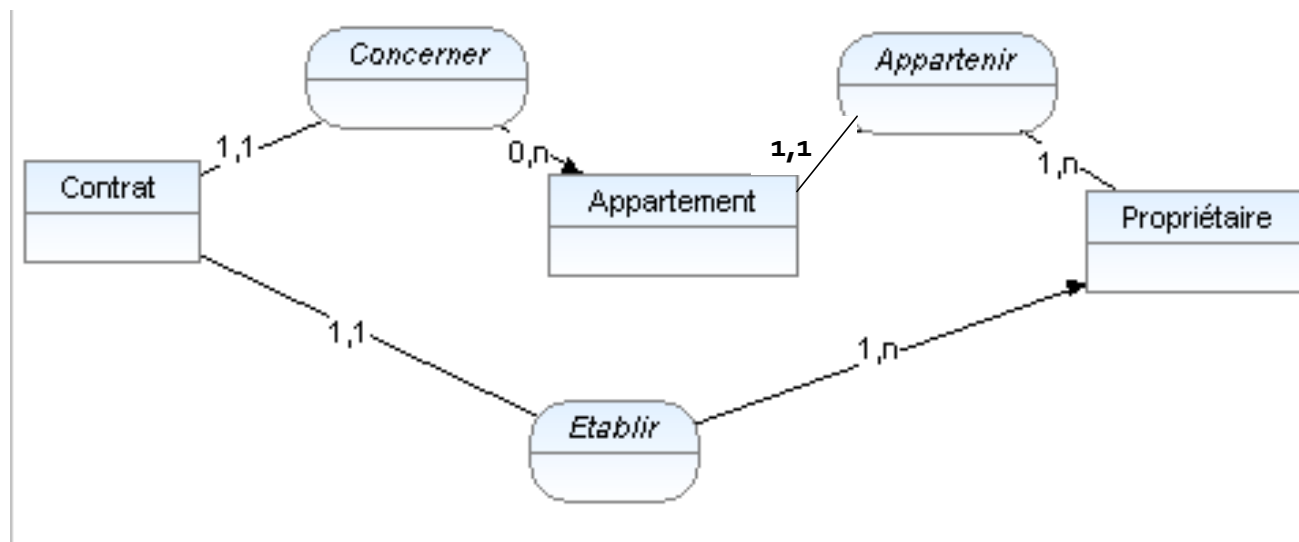 Concerner
Appartenir
1,1
0,n
1,1
1,n
Contrat
Appartement
Propriétaire
1,1
1,n
Etablir